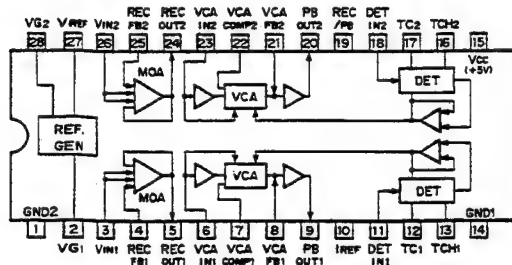 VG2 VREF VIN2 REC FB2 REC OUT2 VCA IN2 VCA COMP2 VCA FB2 PB OUT2 REC /PB DET IN2 TC2 TCH2
28 27 26 25 24 23 22 21 20 19 18 17 16 15
VCC (+5V)
MOA
DET
VCA
REF. GEN
VCA
MOA
DET
GND2
GND1
1 2 3 4 5 6 7 8 9 10 11 12 13 14
VG1 VIN1 REC FB1 REC OUT1 VCA IN1 VCA COMP1 VCA FB1 PB OUT1 IREF DET IN1 TC1 TCH1